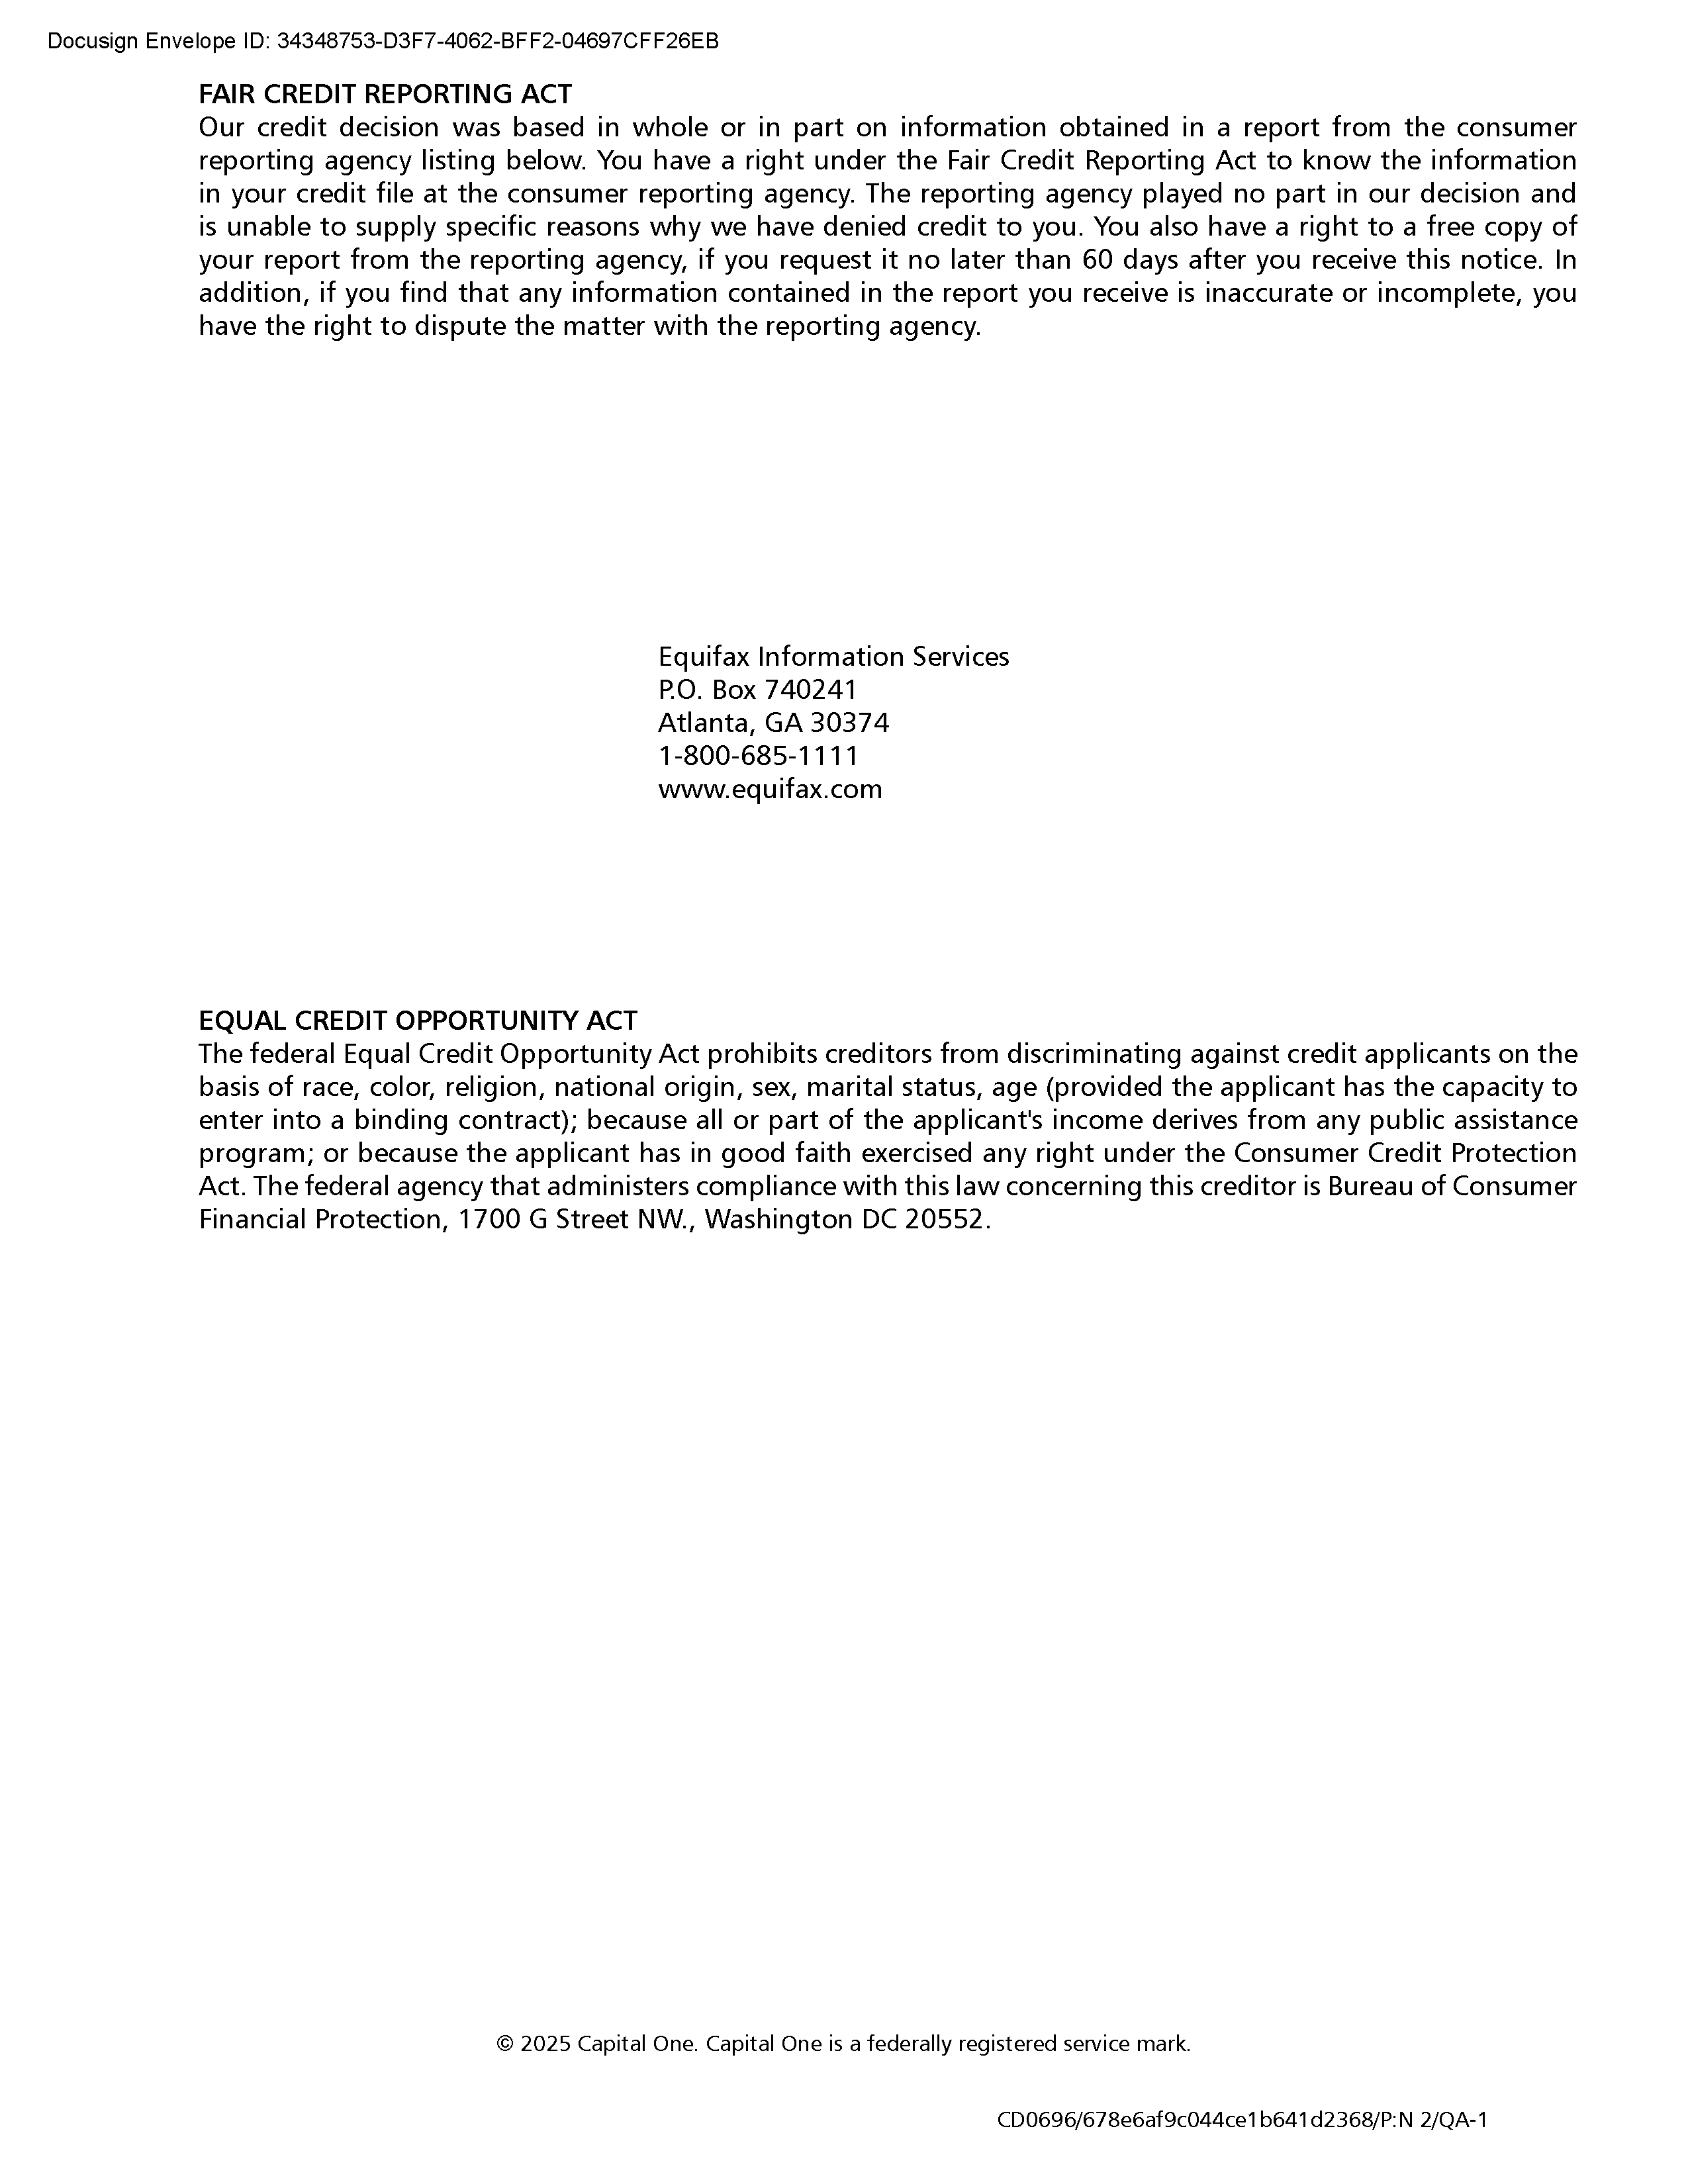 Docusign Envelope ID: 34348753-D3F7-4062-BFF2-04697CFF26EB
FAIR CREDIT REPORTING ACT
Our credit decision was based in whole or in part on information obtained in a report from the consumer
reporting agency listing below. You have a right under the Fair Credit Reporting Act to know the information
in your credit file at the consumer reporting agency. The reporting agency played no part in our decision and
is unable to supply specific reasons why we have denied credit to you. You also have a right to a free copy of
your report from the reporting agency, if you request it no later than 60 days after you receive this notice. In
addition, if you find that any information contained in the report you receive is inaccurate or incomplete, you
have the right to dispute the matter with the reporting agency.
Equifax Information Services
P.O. Box 740241
Atlanta, GA 30374
1-800-685-1111
www.equifax.com
EQUAL CREDIT OPPORTUNITY ACT
The federal Equal Credit Opportunity Act prohibits creditors from discriminating against credit applicants on the
basis of race, color, religion, national origin, sex, marital status, age (provided the applicant has the capacity to
enter into a binding contract); because all or part of the applicant's income derives from any public assistance
program; or because the applicant has in good faith exercised any right under the Consumer Credit Protection
Act. The federal agency that administers compliance with this law concerning this creditor is Bureau of Consumer
Financial Protection, 1700 G Street NW., Washington DC 20552.
© 2025 Capital One. Capital One is a federally registered service mark.
CD0696/678e6af9c044ce1b641d2368/P:N 2/QA-1